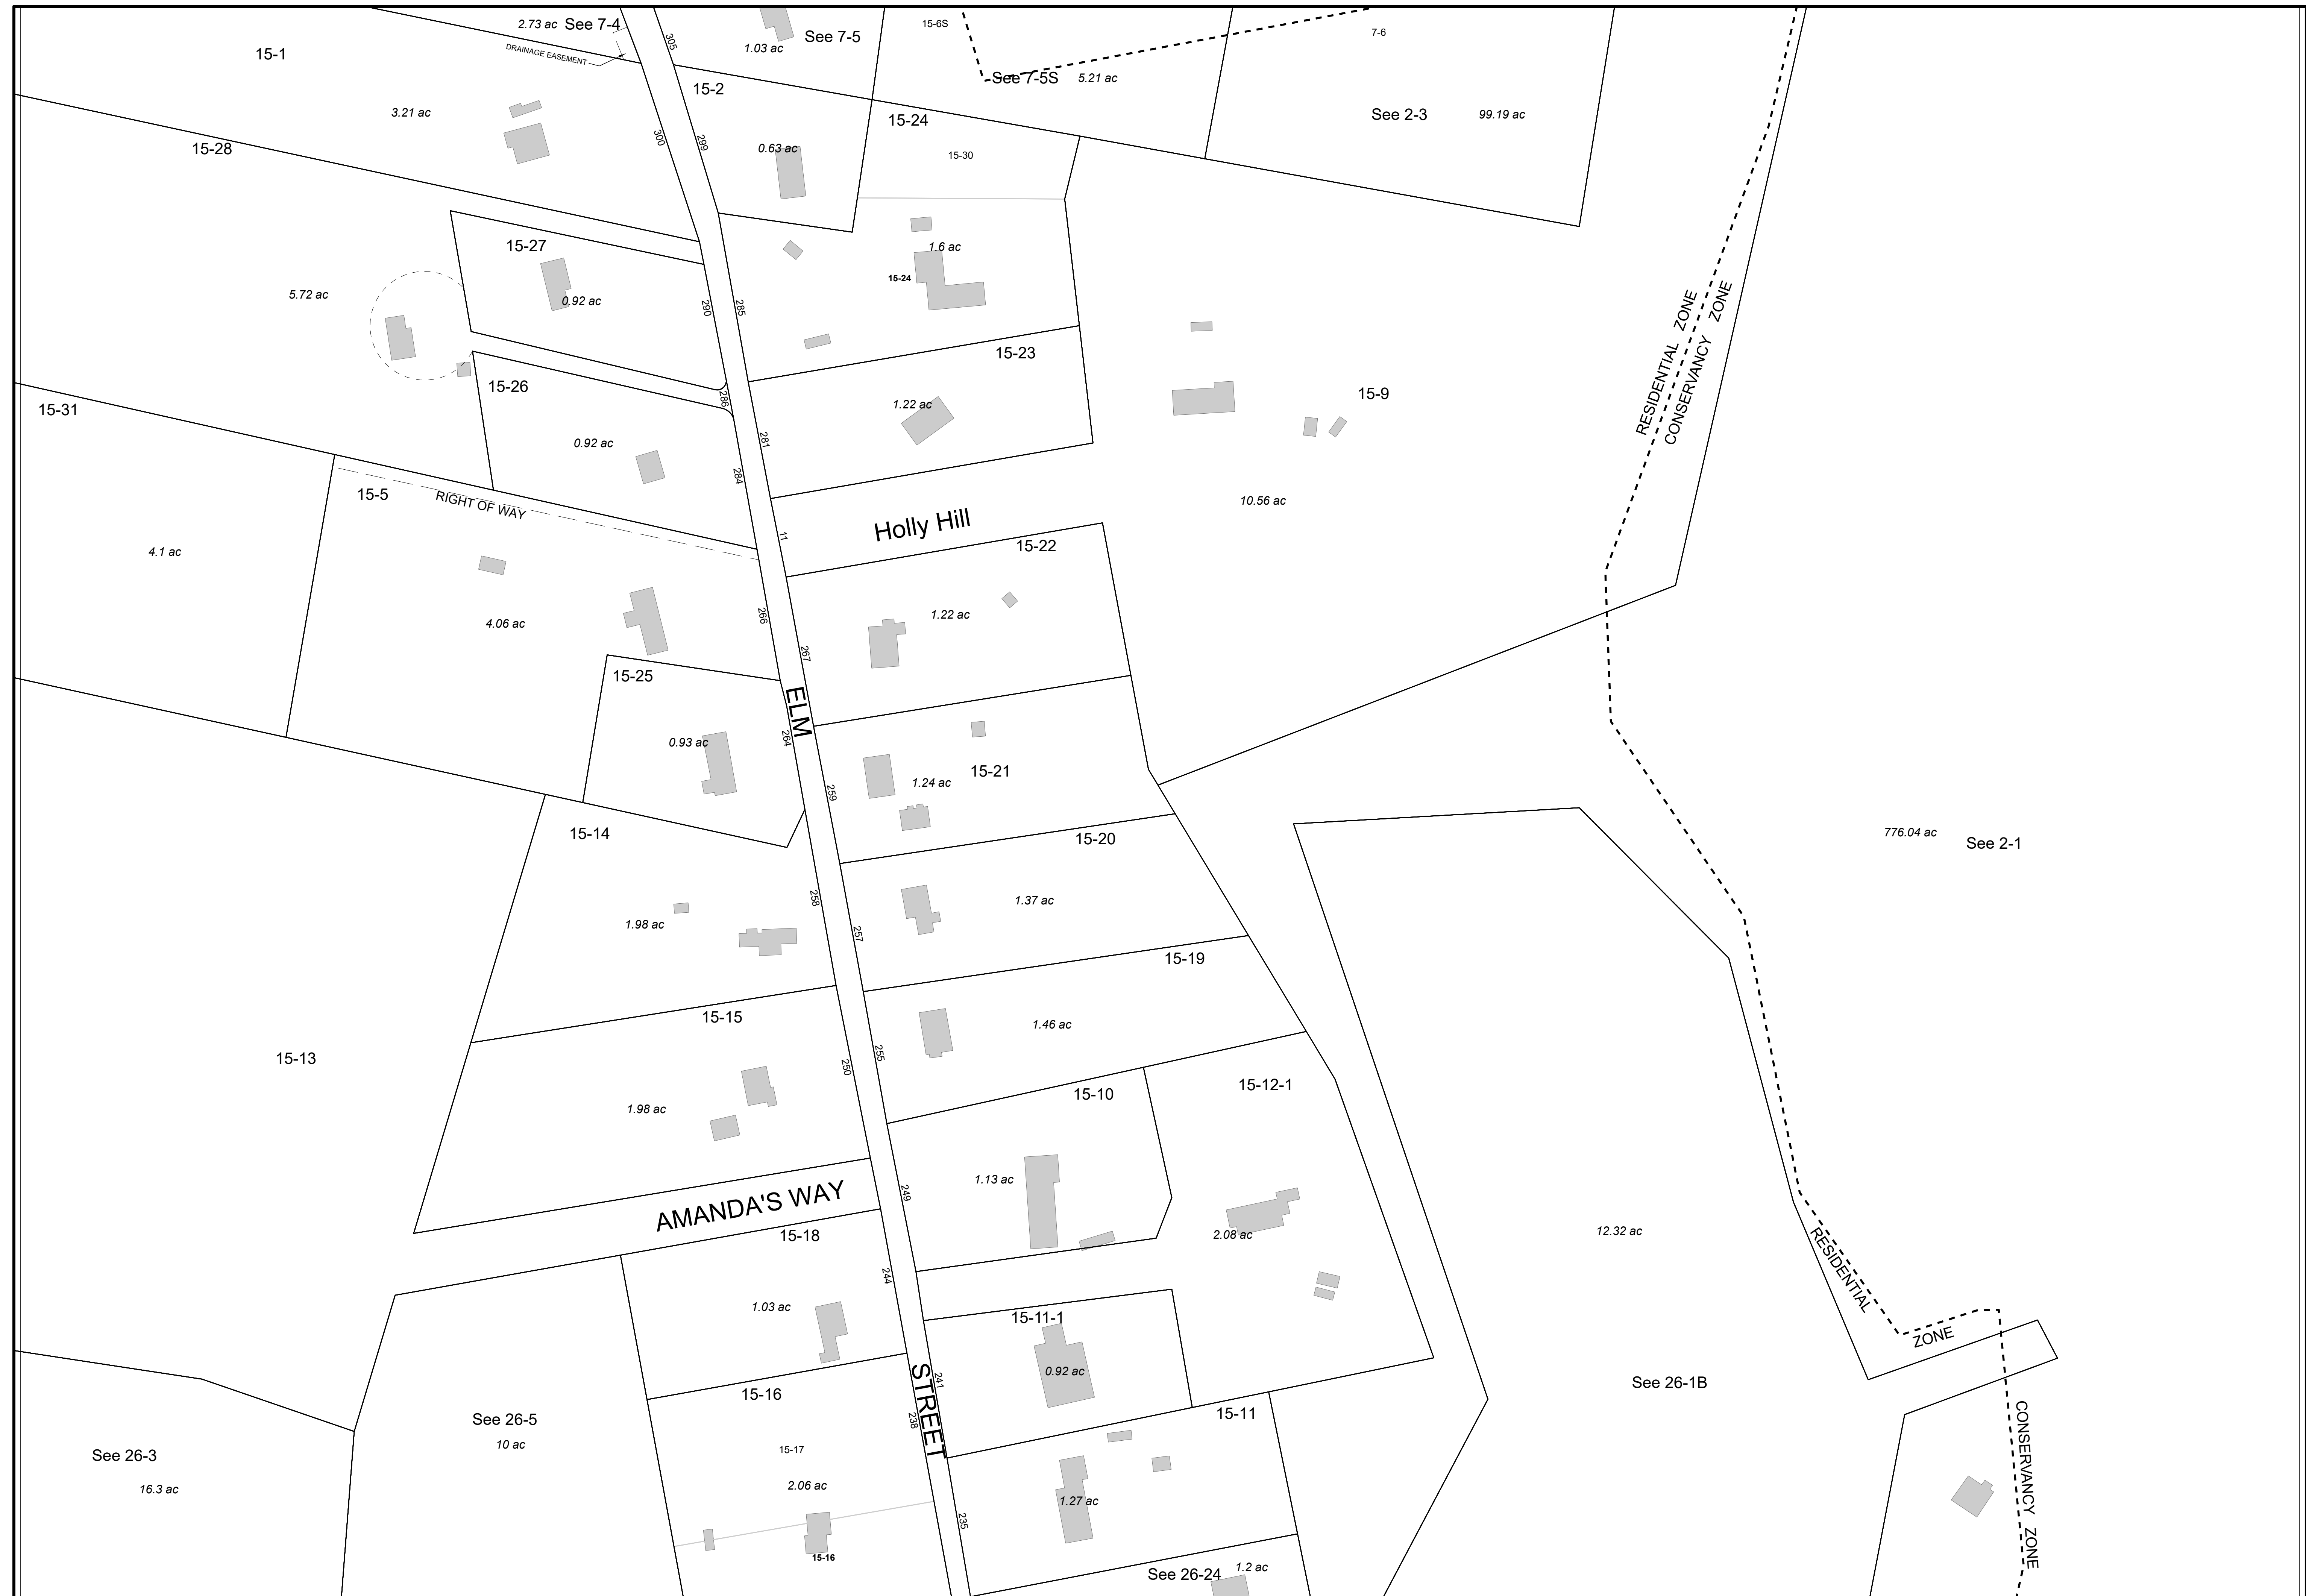 2.73 ac
See 7-4
DRAINAGE EASEMENT
305
1.03 ac
See 7-5
15-6S
7-6
15-1
See 7-5S
5.21 ac
15-2
3.21 ac
15-24
See 2-3
99.19 ac
15-28
300
299
0.63 ac
15-30
15-27
1.6 ac
15-24
5.72 ac
0.92 ac
290
285
RESIDENTIAL ZONE
CONSERVANCY ZONE
15-23
15-26
286
15-9
15-31
1.22 ac
0.92 ac
281
284
15-5
RIGHT OF WAY
10.56 ac
Holly Hill
11
15-22
4.1 ac
4.06 ac
266
1.22 ac
267
15-25
ELM
264
0.93 ac
15-21
1.24 ac
259
15-14
15-20
776.04 ac
See 2-1
258
1.37 ac
1.98 ac
257
15-19
15-15
1.46 ac
15-13
255
250
15-12-1
15-10
1.98 ac
1.13 ac
AMANDA'S WAY
249
15-18
2.08 ac
12.32 ac
RESIDENTIAL
ZONE
244
1.03 ac
15-11-1
0.92 ac
241
STREET
See 26-1B
15-16
238
15-11
See 26-5
10 ac
15-17
See 26-3
16.3 ac
2.06 ac
1.27 ac
235
CONSERVANCY ZONE
15-16
See 26-24
1.2 ac